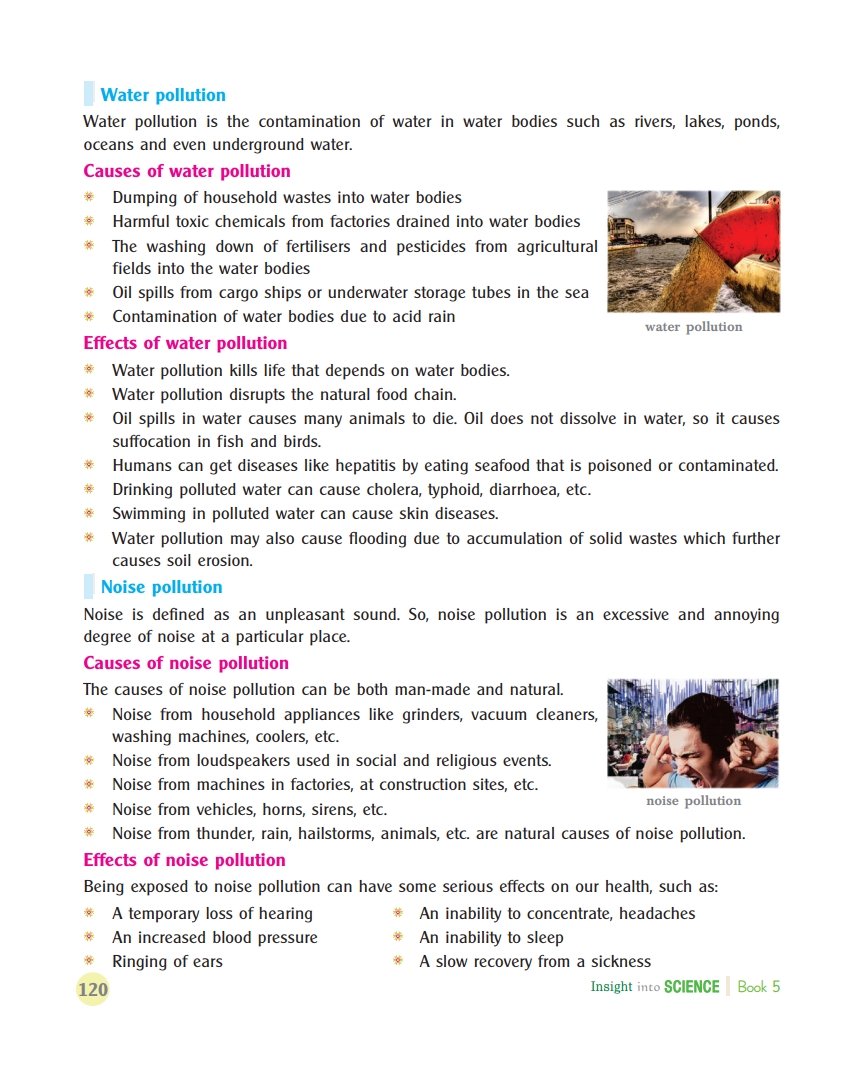 Water pollution
Water pollution is the contamination of water in water bodies such as rivers, lakes, ponds,
oceans and even underground water.
Causes of water pollution
Dumping of household wastes into water bodies
Harmful toxic chemicals from factories drained into water bodies
The washing down of fertilisers and pesticides from agricultural
fields into the water bodies
Oil spills from cargo ships or underwater storage tubes in the sea
Contamination of water bodies due to acid rain
water pollution
Effects of water pollution
Water pollution kills life that depends on water bodies.
Water pollution disrupts the natural food chain.
Oil spills in water causes many animals to die. Oil does not dissolve in water, so it causes
suffocation in fish and birds.
Humans can get diseases like hepatitis by eating seafood that is poisoned or contaminated.
Drinking polluted water can cause cholera, typhoid, diarrhoea, etc.
Swimming in polluted water can cause skin diseases.
Water pollution may also cause flooding due to accumulation of solid wastes which further
causes soil erosion.
Noise pollution
Noise is defined as an unpleasant sound. So, noise pollution is an excessive and annoying
degree of noise at a particular place.
Causes of noise pollution
The causes of noise pollution can be both man-made and natural.
Noise from household appliances like grinders, vacuum cleaners,
washing machines, coolers, etc.
Noise from loudspeakers used in social and religious events.
Noise from machines in factories, at construction sites, etc.
Noise from vehicles, horns, sirens, etc.
noise pollution
Noise from thunder, rain, hailstorms, animals, etc. are natural causes of noise pollution.
Effects of noise pollution
Being exposed to noise pollution can have some serious effects on our health, such as:
A temporary loss of hearing
An increased blood pressure
Ringing of ears
An inability to concentrate, headaches
An inability to sleep
A slow recovery from a sickness
120
Insight into SCIENCE Book 5